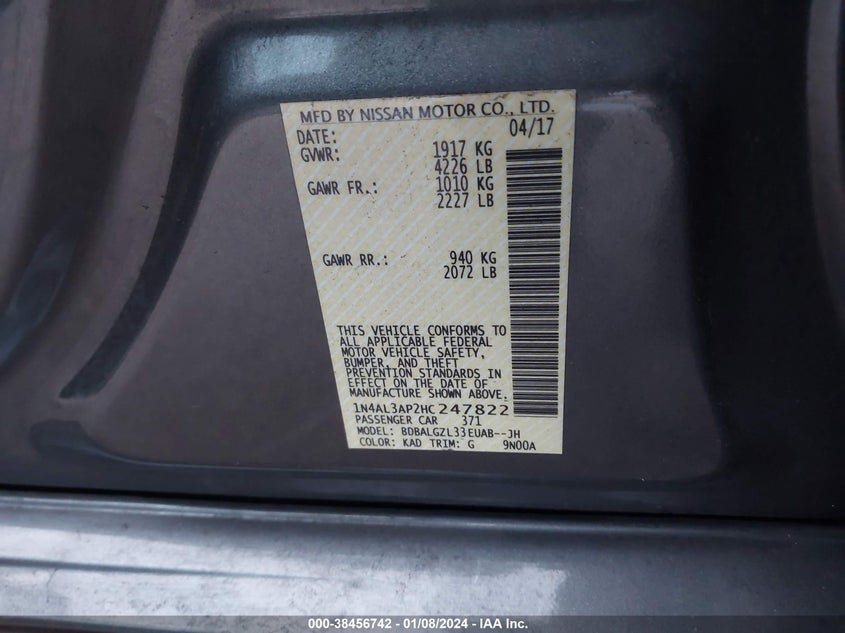 MFD BY NISSAN MOTOR CO., LTD.
DATE: 04/17
GVWR: 1917 KG
4226 LB
GAWR FR.: 1010 KG
2227 LB
GAWR RR.: 940 KG
2072 LB
THIS VEHICLE CONFORMS TO
ALL APPLICABLE FEDERAL
MOTOR VEHICLE SAFETY,
BUMPER, AND THEFT
PREVENTION STANDARDS IN
EFFECT ON THE DATE OF
MANUFACTURE SHOWN ABOVE.
1N4AL3AP2HC247822
PASSENGER CAR 371
MODEL: BDBALGZL33EUAB--JH
COLOR: KAD TRIM: G 9N00A
000-38456742 - 01/08/2024 - IAA Inc.